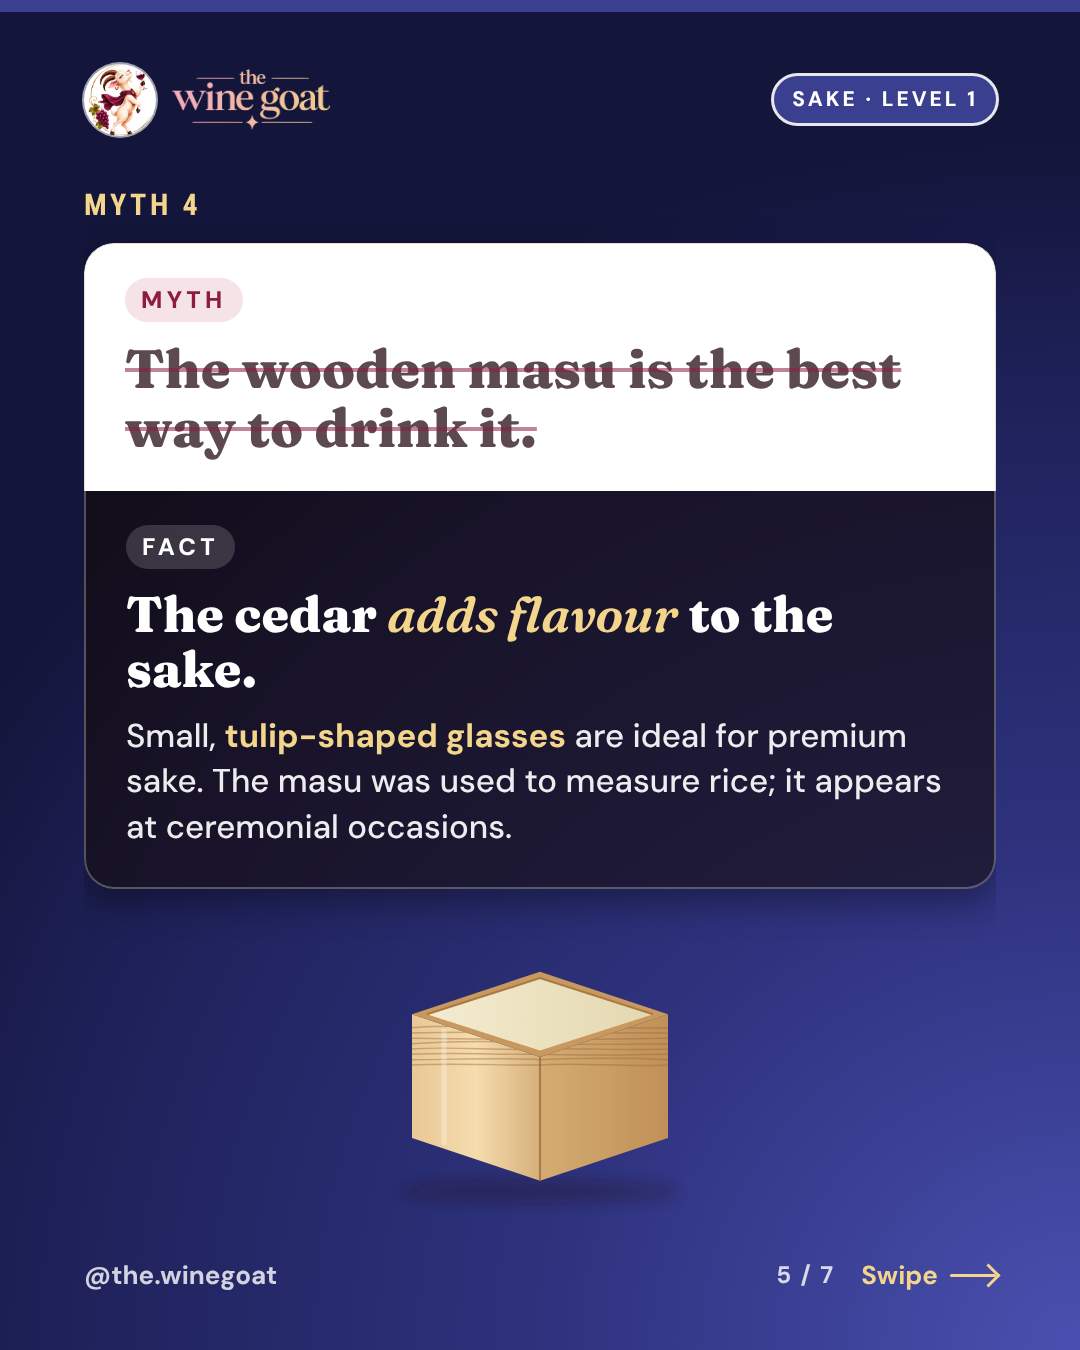 the
wine goat
SAKE · LEVEL 1
MYTH 4
MYTH
The wooden masu is the best
way to drink it.
FACT
The cedar adds flavour to the
sake.
Small, tulip-shaped glasses are ideal for premium
sake. The masu was used to measure rice; it appears
at ceremonial occasions.
@the.winegoat
5 / 7 Swipe